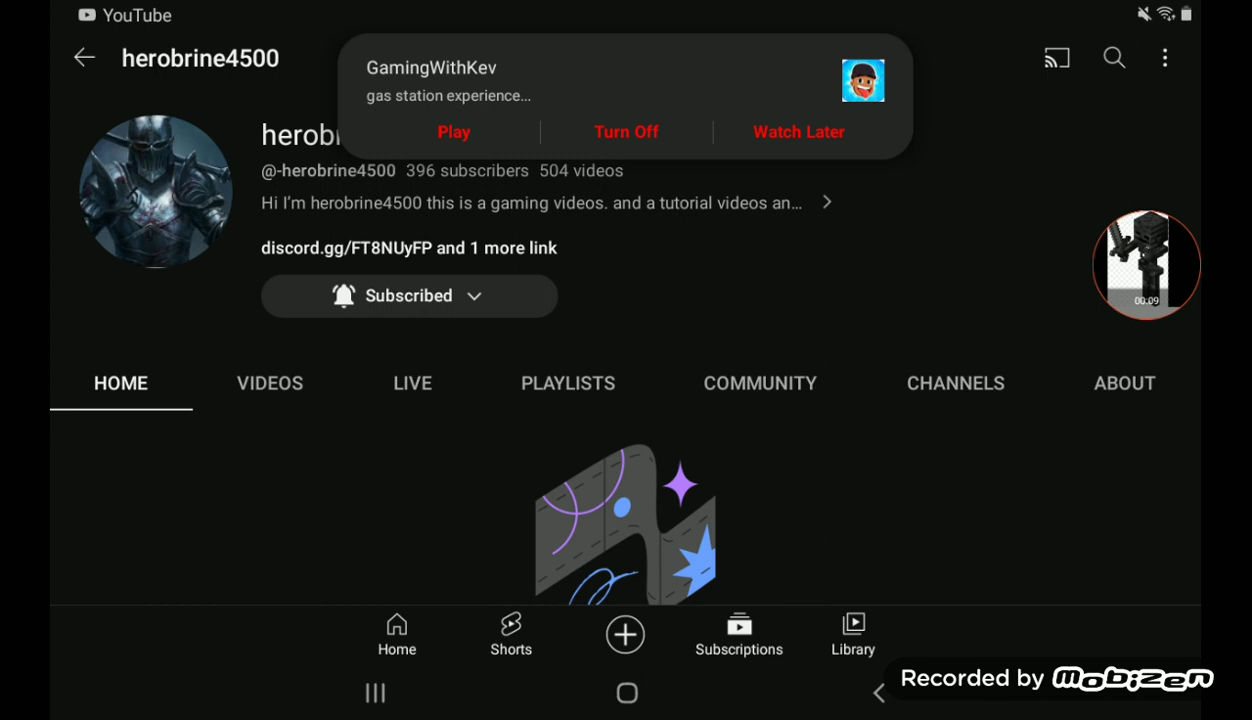 YouTube
herobrine4500
GamingWithKev
gas station experience...
Play
Turn Off
Watch Later
@-herobrine4500 396 subscribers 504 videos
Hi I'm herobrine4500 this is a gaming videos. and a tutorial videos an...
discord.gg/FT8NUyFP and 1 more link
Subscribed
00:09
HOME
VIDEOS
LIVE
PLAYLISTS
COMMUNITY
CHANNELS
ABOUT
Home
Shorts
Subscriptions
Library
Recorded by mobizen